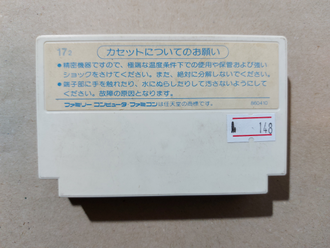 カセットについてのお願い
●精密機器ですので、極端な温度条件下での使用や保管および強い
ショックをさけてください。また、絶対に分解しないでください。
●端子部に手を触れたり、水にぬらしたりして汚さないようにして
ください。故障の原因となります。
ファミリー コンピュータ ファミコンは任天堂の商標です。
148